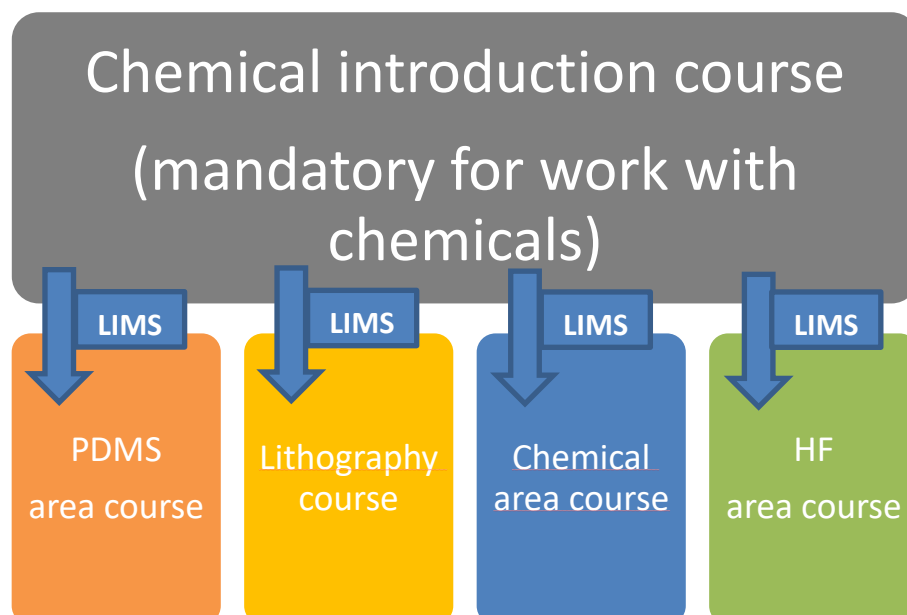 Chemical introduction course
(mandatory for work with
chemicals)
LIMS
LIMS
LIMS
LIMS
PDMS
area course
Lithography
course
Chemical
area course
HF
area course